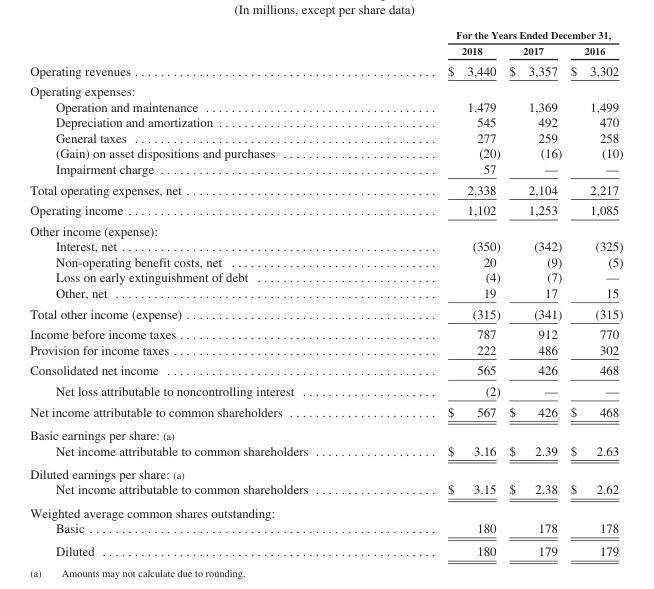 (In millions, except per share data)
For the Years Ended December 31,
2018 2017 2016
Operating revenues . . . . . . . . . . . . . . . . . . . . $ 3,440 $ 3,357 $ 3,302
Operating expenses:
Operation and maintenance . . . . . . . . . . . . . . . . . . . . 1,479 1,369 1,499
Depreciation and amortization . . . . . . . . . . . . . . . . . . . . 545 492 470
General taxes . . . . . . . . . . . . . . . . . . . . 277 259 258
(Gain) on asset dispositions and purchases . . . . . . . . . . . . . . . . . . . . (20) (16) (10)
Impairment charge . . . . . . . . . . . . . . . . . . . . 57 — —
Total operating expenses, net . . . . . . . . . . . . . . . . . . . . 2,338 2,104 2,217
Operating income . . . . . . . . . . . . . . . . . . . . 1,102 1,253 1,085
Other income (expense):
Interest, net . . . . . . . . . . . . . . . . . . . . (350) (342) (325)
Non-operating benefit costs, net . . . . . . . . . . . . . . . . . . . . 20 (9) (5)
Loss on early extinguishment of debt . . . . . . . . . . . . . . . . . . . . (4) (7) —
Other, net . . . . . . . . . . . . . . . . . . . . 19 17 15
Total other income (expense) . . . . . . . . . . . . . . . . . . . . (315) (341) (315)
Income before income taxes . . . . . . . . . . . . . . . . . . . . 787 912 770
Provision for income taxes . . . . . . . . . . . . . . . . . . . . 222 486 302
Consolidated net income . . . . . . . . . . . . . . . . . . . . 565 426 468
Net loss attributable to noncontrolling interest . . . . . . . . . . . . . . . . . . . . (2) — —
Net income attributable to common shareholders . . . . . . . . . . . . . . . . . . . . $ 567 $ 426 $ 468
Basic earnings per share: (a)
Net income attributable to common shareholders . . . . . . . . . . . . . . . . . $ 3.16 $ 2.39 $ 2.63
Diluted earnings per share: (a)
Net income attributable to common shareholders . . . . . . . . . . . . . . . . . $ 3.15 $ 2.38 $ 2.62
Weighted average common shares outstanding:
Basic . . . . . . . . . . . . . . . . . . . . 180 178 178
Diluted . . . . . . . . . . . . . . . . . . . . 180 179 179
(a) Amounts may not calculate due to rounding.